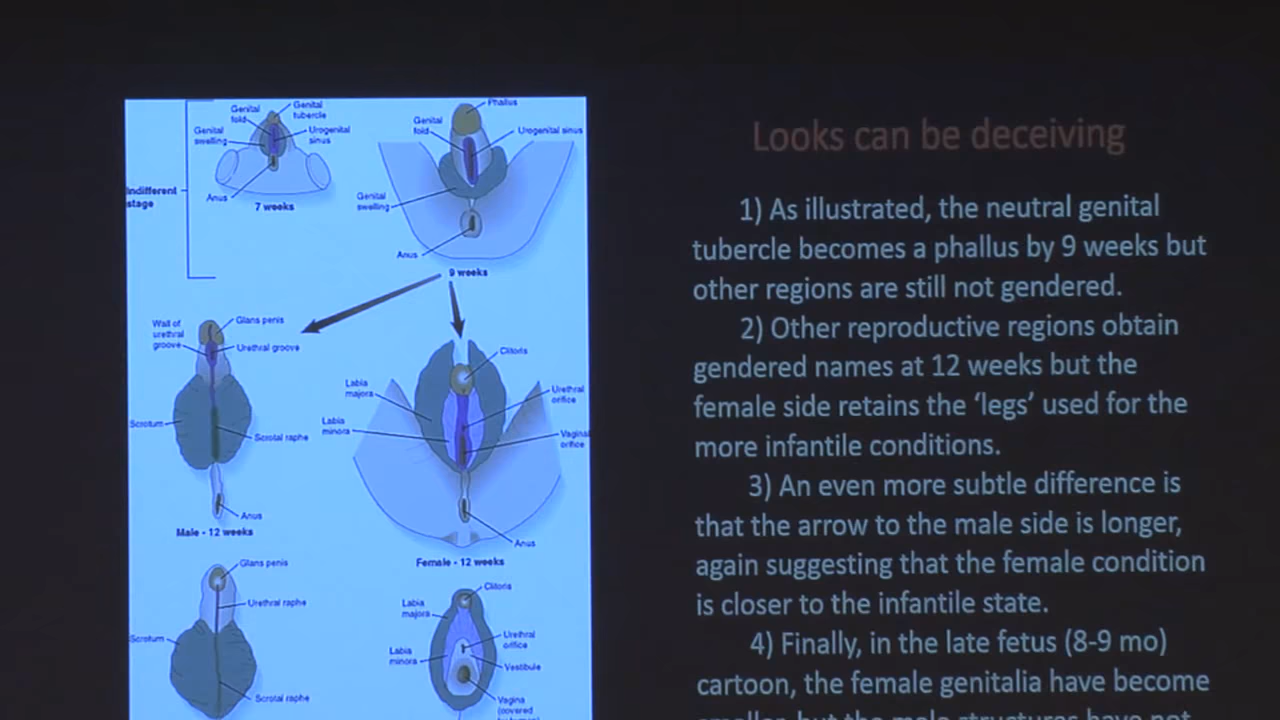 Genital
fold
Genital
tubercle
Genital
swelling
Urogenital
sinus
Anus
7 weeks
Indifferent
stage
Phallus
Genital
fold
Urogenital sinus
Genital
swelling
Anus
9 weeks
Wall of
urethral
groove
Glans penis
Urethral groove
Scrotum
Scrotal raphe
Anus
Male - 12 weeks
Clitoris
Labia
majora
Urethral
orifice
Labia
minora
Vaginal
orifice
Anus
Female - 12 weeks
Glans penis
Urethral raphe
Scrotum
Scrotal raphe
Clitoris
Labia
majora
Urethral
orifice
Labia
minora
Vestibule
Vagina
(covered
Looks can be deceiving
1) As illustrated, the neutral genital
tubercle becomes a phallus by 9 weeks but
other regions are still not gendered.
2) Other reproductive regions obtain
gendered names at 12 weeks but the
female side retains the ‘legs’ used for the
more infantile conditions.
3) An even more subtle difference is
that the arrow to the male side is longer,
again suggesting that the female condition
is closer to the infantile state.
4) Finally, in the late fetus (8-9 mo)
cartoon, the female genitalia have become
smaller but the male structures have not